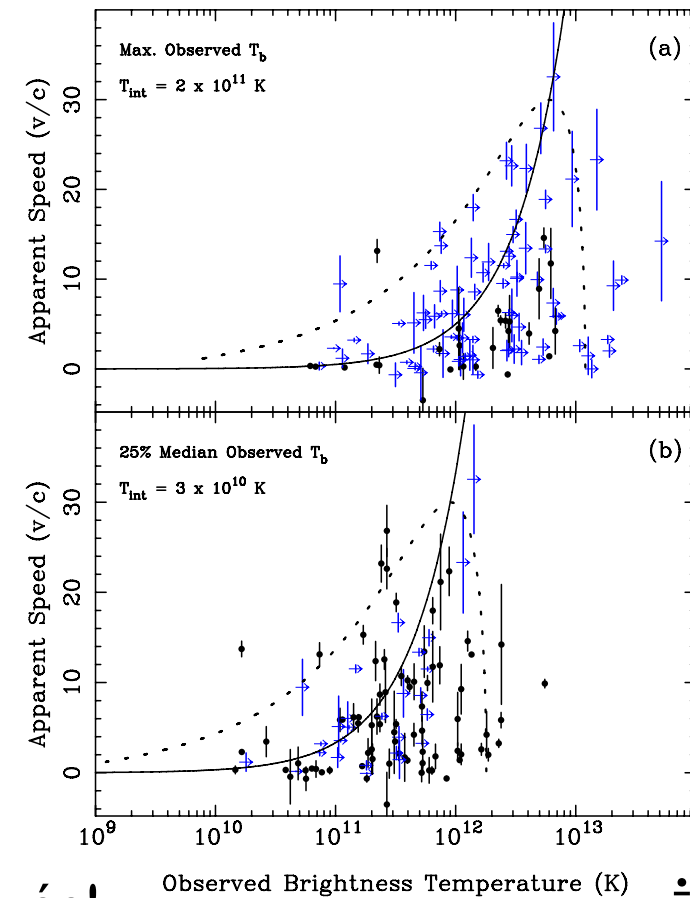 (a)
Max. Observed T_b
T_int = 2 x 10^11 K
Apparent Speed (v/c)
30
20
10
0
(b)
25% Median Observed T_b
T_int = 3 x 10^10 K
Apparent Speed (v/c)
30
20
10
0
10^9 10^10 10^11 10^12 10^13
Observed Brightness Temperature (K)